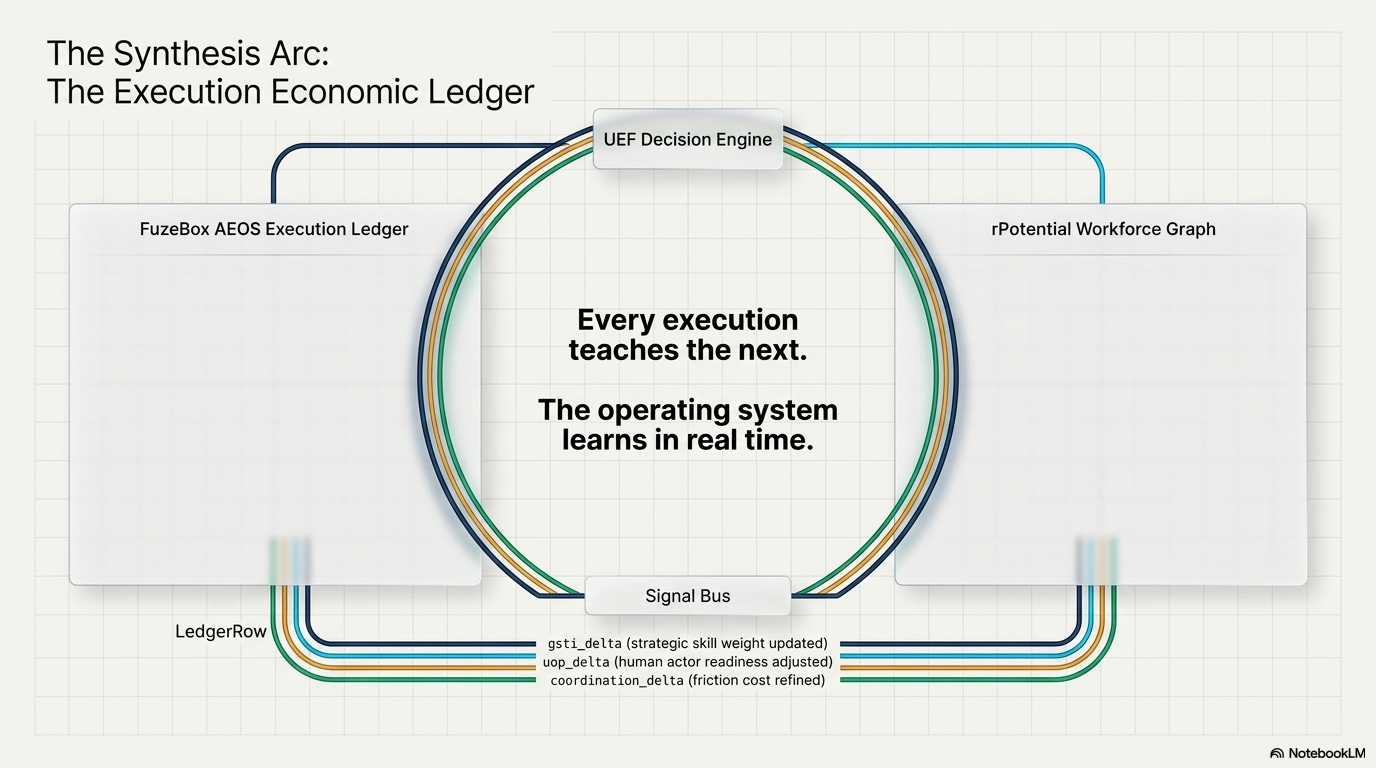 The Synthesis Arc:
The Execution Economic Ledger
UEF Decision Engine
FuzeBox AEOS Execution Ledger
rPotential Workforce Graph
Every execution
teaches the next.
The operating system
learns in real time.
Signal Bus
LedgerRow
gsti_delta (strategic skill weight updated)
uop_delta (human actor readiness adjusted)
coordination_delta (friction cost refined)
NotebookLM